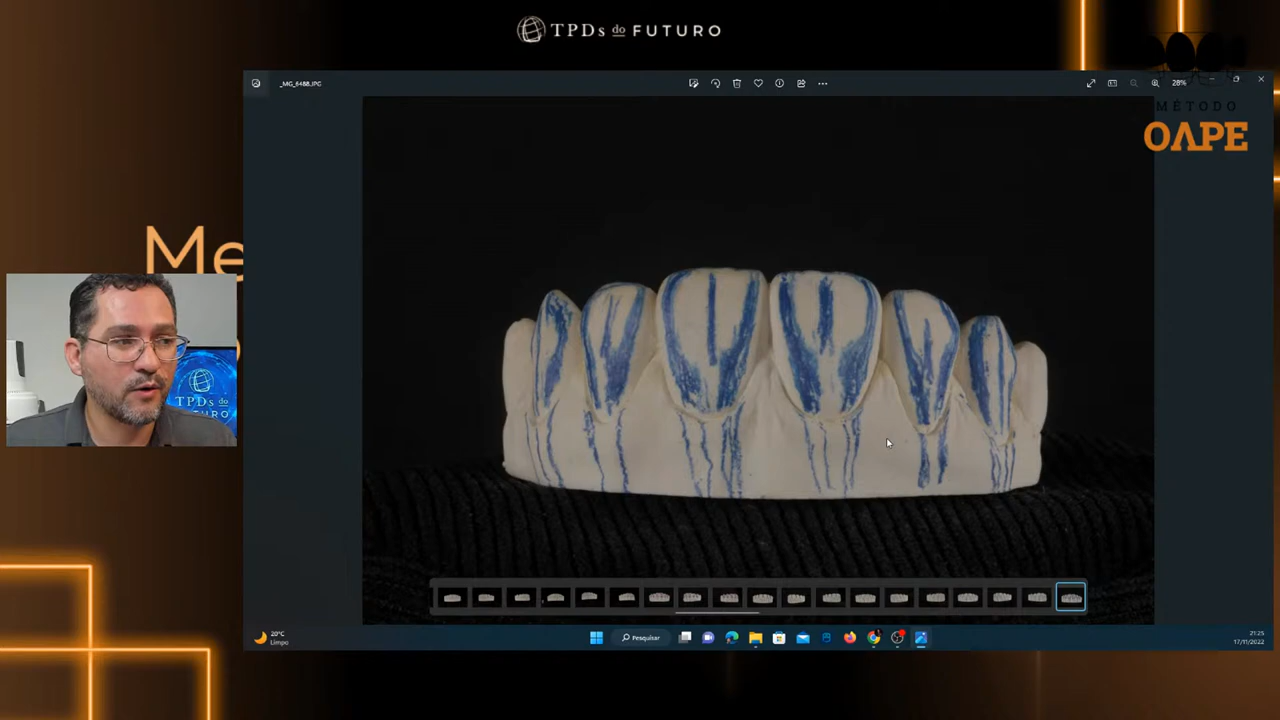 TPDs do FUTURO
_MG_6488.JPG
28%
MÉTODO
OAPE
Me
TPDs do
FUTURO
20°C
Limpo
Pesquisar
21:25
17/11/2022